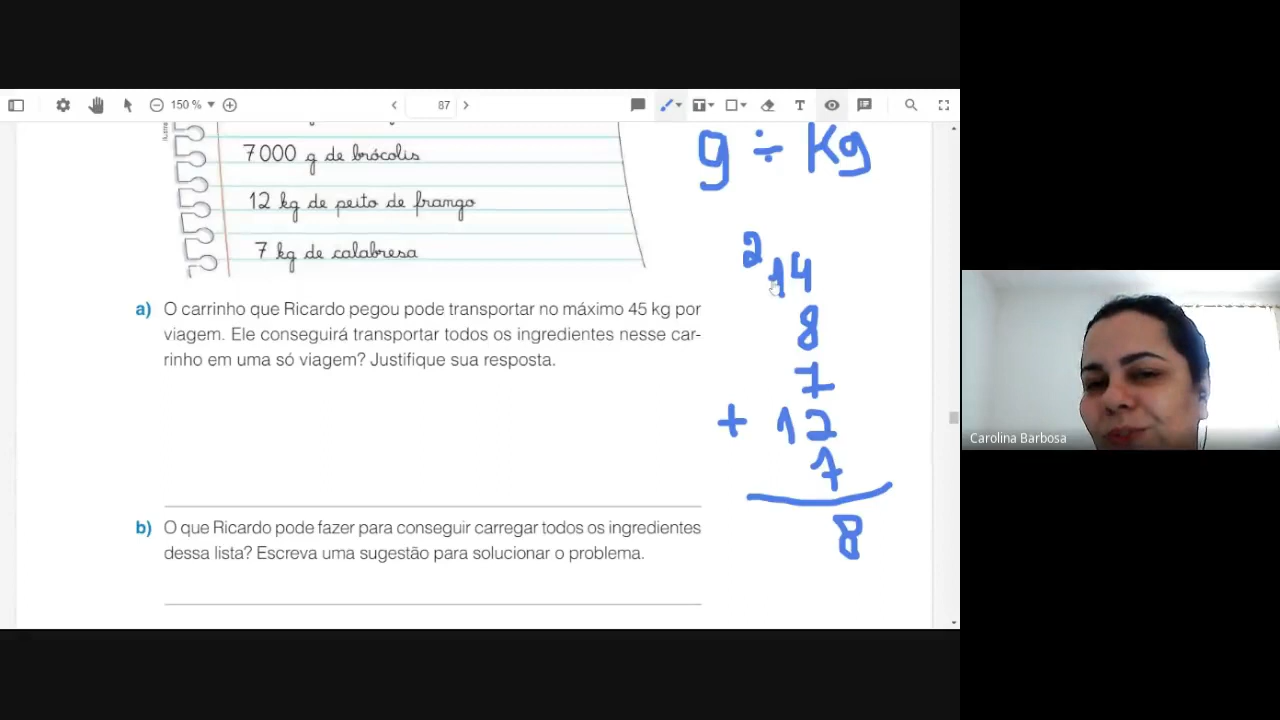 150 %
87
7000 g de brócolis
12 kg de peito de frango
7 kg de calabresa
a) O carrinho que Ricardo pegou pode transportar no máximo 45 kg por
viagem. Ele conseguirá transportar todos os ingredientes nesse car-
rinho em uma só viagem? Justifique sua resposta.
b) O que Ricardo pode fazer para conseguir carregar todos os ingredientes
dessa lista? Escreva uma sugestão para solucionar o problema.
g ÷ Kg
2
14
8
7
+ 12
7
8
Carolina Barbosa